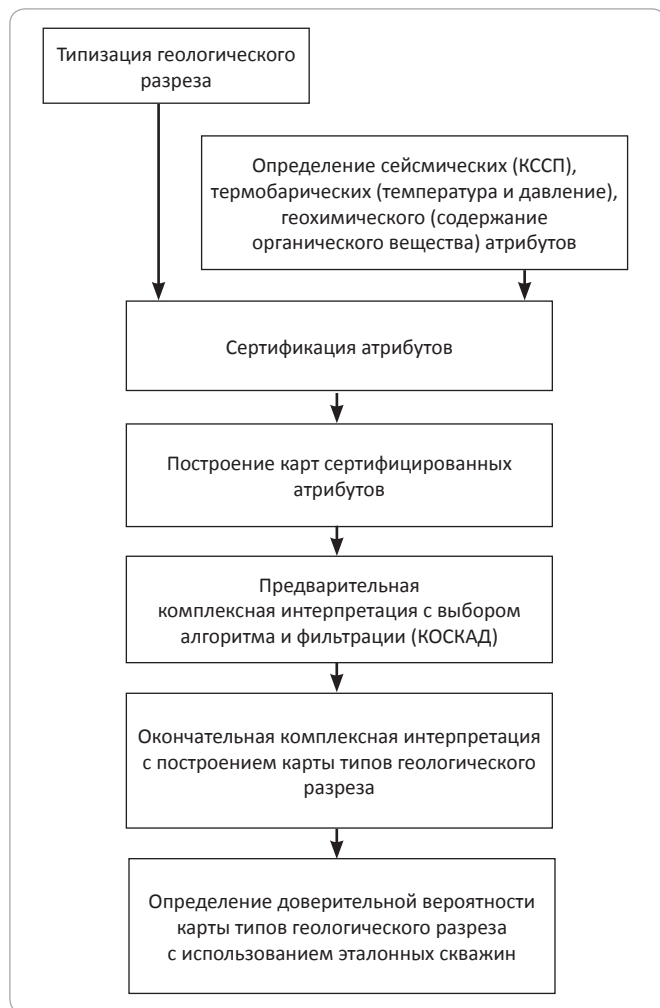 Типизация геологического
разреза
Определение сейсмических (КССП),
термобарических (температура и давление),
геохимического (содержание
органического вещества) атрибутов
Сертификация атрибутов
Построение карт сертифицированных
атрибутов
Предварительная
комплексная интерпретация с выбором
алгоритма и фильтрации (КОСКАД)
Окончательная комплексная интерпретация
с построением карты типов геологического
разреза
Определение доверительной вероятности
карты типов геологического разреза
с использованием эталонных скважин